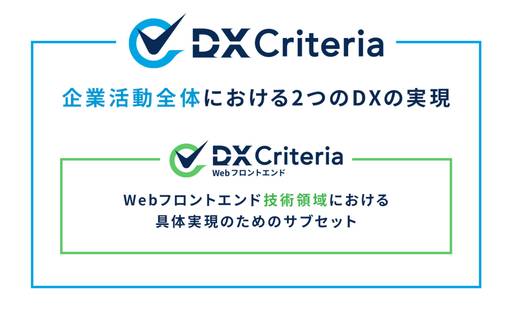 DX Criteria
企業活動全体における2つのDXの実現
DX Criteria
Webフロントエンド
Webフロントエンド技術領域における
具体実現のためのサブセット